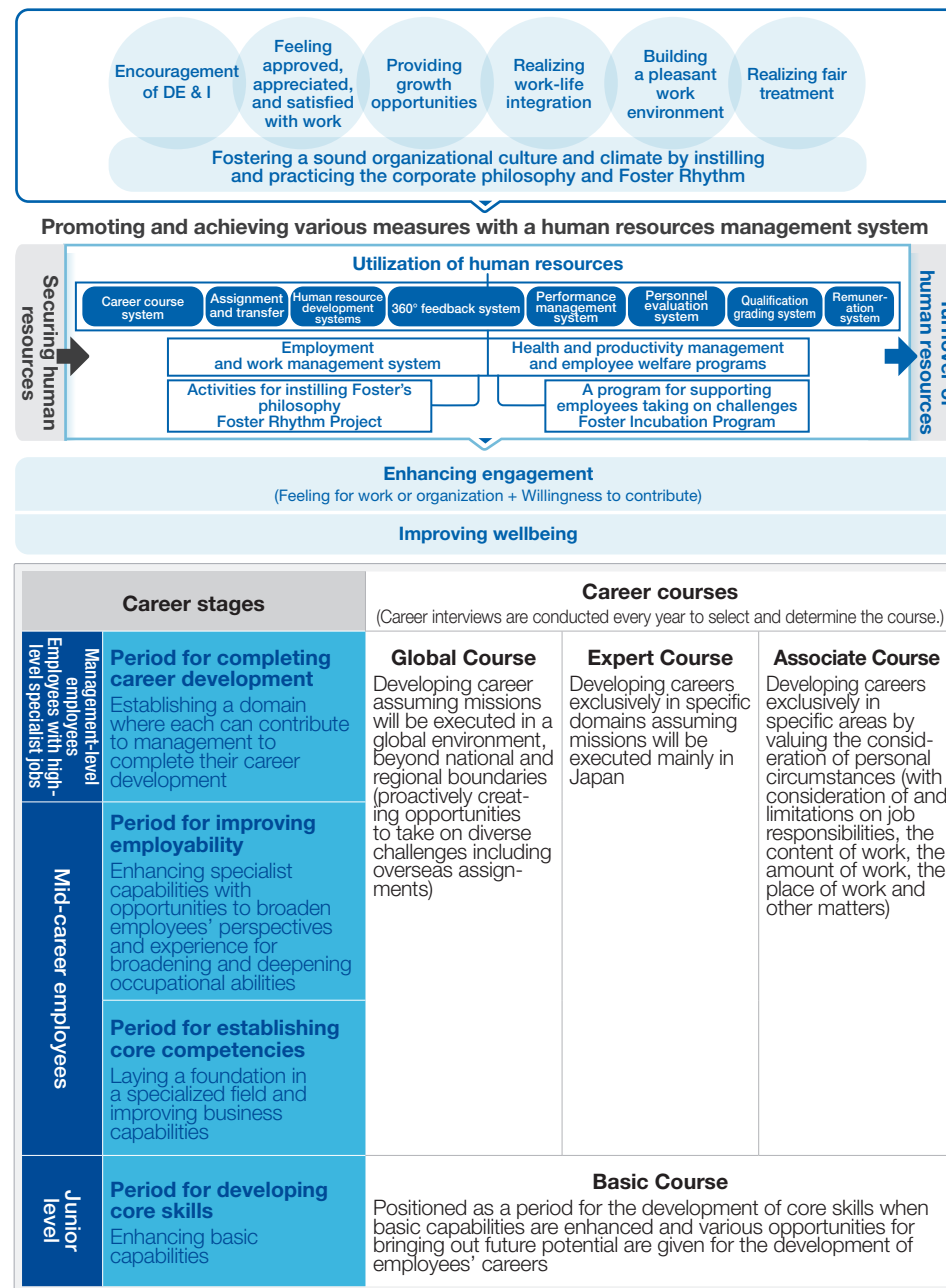 Encouragement
of DE & I
Feeling
approved,
appreciated,
and satisfied
with work
Providing
growth
opportunities
Realizing
work-life
integration
Building
a pleasant
work
environment
Realizing fair
treatment
Fostering a sound organizational culture and climate by instilling
and practicing the corporate philosophy and Foster Rhythm
Promoting and achieving various measures with a human resources management system
Securing human
resources
Utilization of human resources
Career course
system
Assignment
and transfer
Human resource
development
systems
360° feedback system
Performance
management
system
Personnel
evaluation
system
Qualification
grading system
Remuner-
ation
system
Employment
and work management system
Health and productivity management
and employee welfare programs
Activities for instilling Foster's
philosophy
Foster Rhythm Project
A program for supporting
employees taking on challenges
Foster Incubation Program
human resources
Enhancing engagement
(Feeling for work or organization + Willingness to contribute)
Improving wellbeing
Career stages
Career courses
(Career interviews are conducted every year to select and determine the course.)
Management-level
employees
Employees with high-
level specialist jobs
Period for completing
career development
Establishing a domain
where each can contribute
to management to
complete their career
development
Global Course
Developing career
assuming missions
will be executed in a
global environment,
beyond national and
regional boundaries
(proactively creat-
ing opportunities
to take on diverse
challenges including
overseas assign-
ments)
Expert Course
Developing careers
exclusively in specific
domains assuming
missions will be
executed mainly in
Japan
Associate Course
Developing careers
exclusively in
specific areas by
valuing the consid-
eration of personal
circumstances (with
consideration of and
limitations on job
responsibilities, the
content of work, the
amount of work, the
place of work and
other matters)
Mid-career employees
Period for improving
employability
Enhancing specialist
capabilities with
opportunities to broaden
employees' perspectives
and experience for
broadening and deepening
occupational abilities
Period for establishing
core competencies
Laying a foundation in
a specialized field and
improving business
capabilities
Junior
level
Period for developing
core skills
Enhancing basic
capabilities
Basic Course
Positioned as a period for the development of core skills when
basic capabilities are enhanced and various opportunities for
bringing out future potential are given for the development of
employees' careers